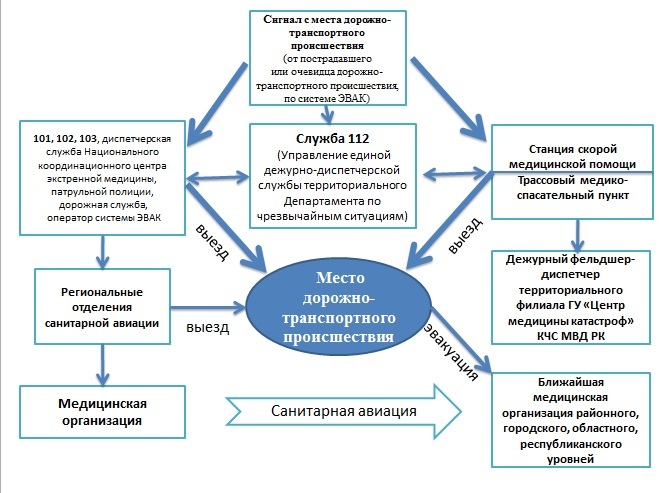 Сигнал с места дорожно-
транспортного
происшествия
(от пострадавшего
или очевидца дорожно-
транспортного происшествия,
по системе ЭВАК)
101, 102, 103, диспетчерская
служба Национального
координационного центра
экстренной медицины,
патрульной полиции,
дорожная служба,
оператор системы ЭВАК
Служба 112
(Управление единой
дежурно-диспетчерской
службы территориального
Департамента по
чрезвычайным ситуациям)
Станция скорой
медицинской помощи
Трассовый медико-
спасательный пункт
выезд
выезд
Региональные
отделения
санитарной авиации
выезд
Место
дорожно-
транспортного
происшествия
Дежурный фельдшер-
диспетчер
территориального
филиала ГУ «Центр
медицины катастроф»
КЧС МВД РК
эвакуация
Медицинская
организация
Санитарная авиация
Ближайшая
медицинская
организация районного,
городского, областного,
республиканского
уровней